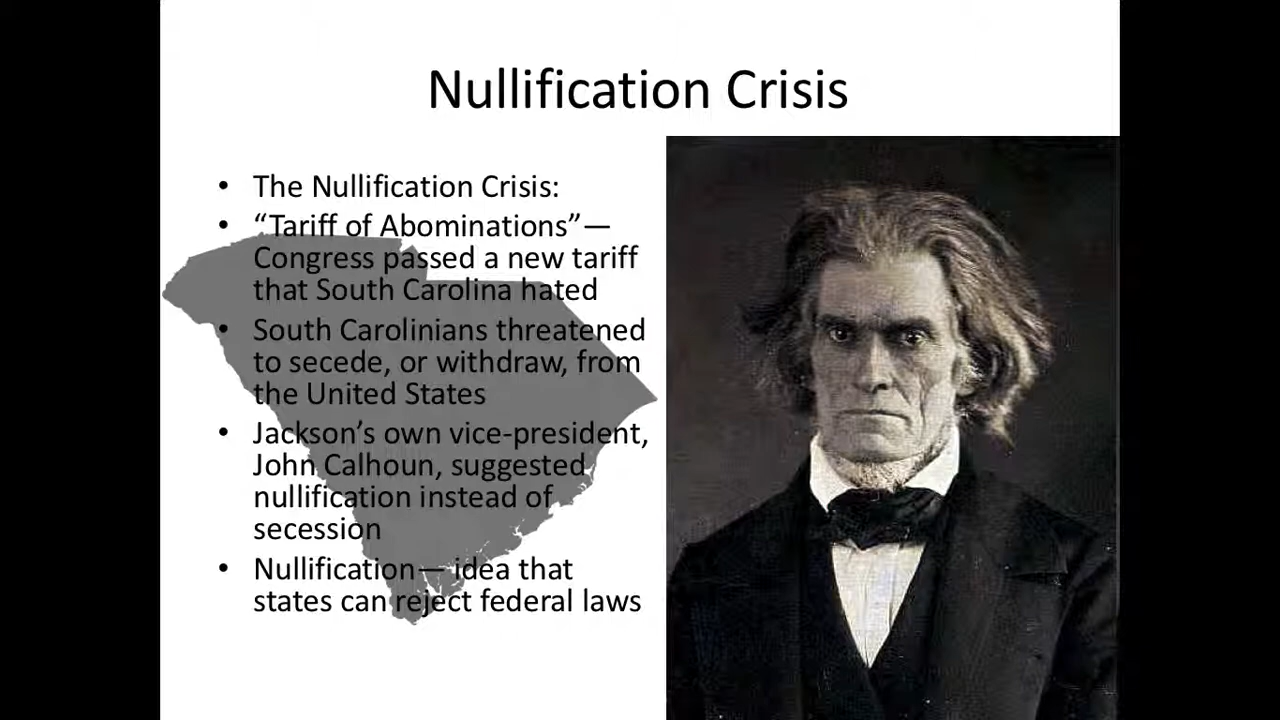 Nullification Crisis
• The Nullification Crisis:
• “Tariff of Abominations”—
Congress passed a new tariff
that South Carolina hated
• South Carolinians threatened
to secede, or withdraw, from
the United States
• Jackson’s own vice-president,
John Calhoun, suggested
nullification instead of
secession
• Nullification— idea that
states can reject federal laws